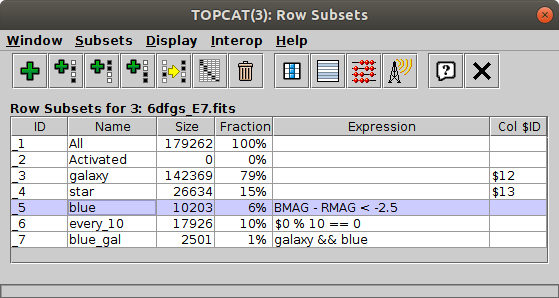 TOPCAT(3): Row Subsets
Window Subsets Display Interop Help
Row Subsets for 3: 6dfgs_E7.fits
ID Name Size Fraction Expression Col $ID
_1 All 179262 100%
_2 Activated 0 0%
_3 galaxy 142369 79% $12
_4 star 26634 15% $13
_5 blue 10203 6% BMAG - RMAG < -2.5
_6 every_10 17926 10% $0 % 10 == 0
_7 blue_gal 2501 1% galaxy && blue